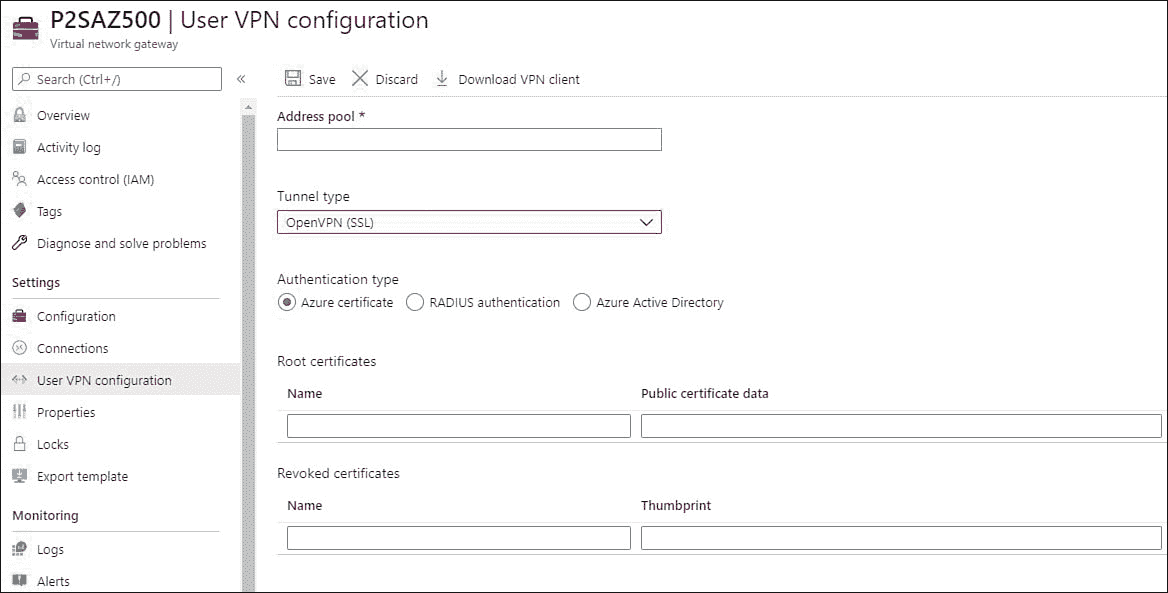 P2SAZ500 | User VPN configuration
Virtual network gateway
Search (Ctrl+/)
«
Save Discard Download VPN client
Overview
Activity log
Access control (IAM)
Tags
Diagnose and solve problems
Settings
Configuration
Connections
User VPN configuration
Properties
Locks
Export template
Monitoring
Logs
Alerts
Address pool *
Tunnel type
OpenVPN (SSL)
Authentication type
Azure certificate RADIUS authentication Azure Active Directory
Root certificates
Name Public certificate data
Revoked certificates
Name Thumbprint